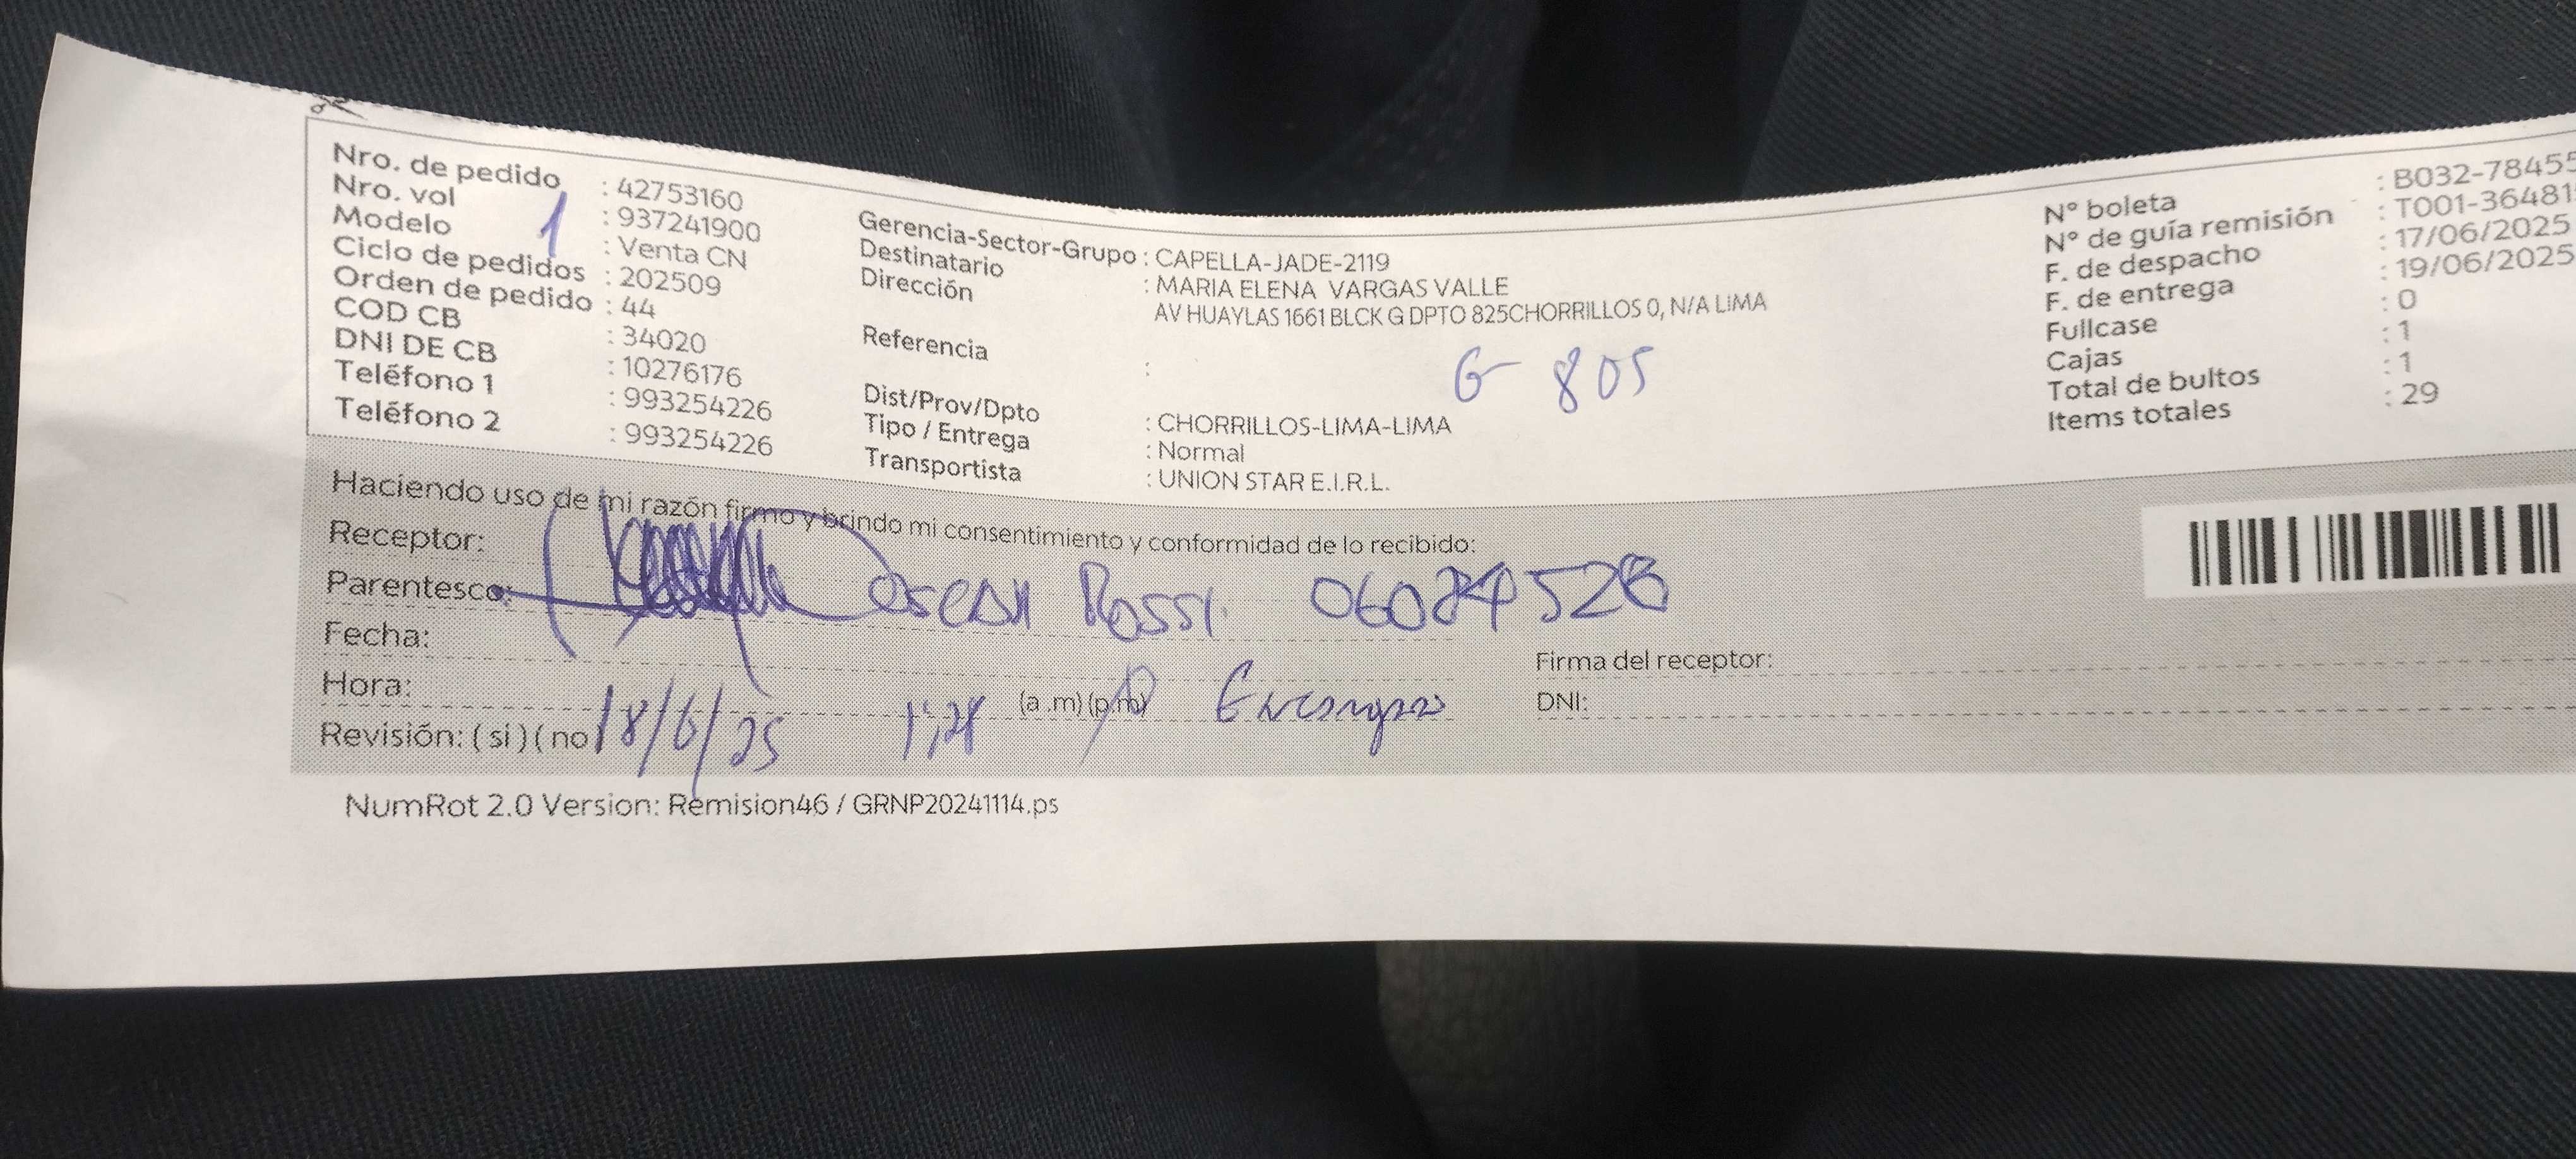 Nro. de pedido : 42753160
Nro. vol : 937241900
Modelo : Venta CN
1
Ciclo de pedidos : 202509
Orden de pedido : 44
COD CB : 34020
DNI DE CB : 10276176
Teléfono 1 : 993254226
Teléfono 2 : 993254226
Gerencia-Sector-Grupo : CAPELLA-JADE-2119
Destinatario : MARIA ELENA VARGAS VALLE
Dirección AV HUAYLAS 1661 BLCK G DPTO 825CHORRILLOS 0, N/A LIMA
Referencia :
G 805
Dist/Prov/Dpto : CHORRILLOS-LIMA-LIMA
Tipo / Entrega : Normal
Transportista : UNION STAR E.I.R.L.
N° boleta : B032-78455
N° de guía remisión : T001-36481
F. de despacho : 17/06/2025
F. de entrega : 19/06/2025
Fullcase : 0
Cajas : 1
Total de bultos : 1
Items totales : 29
Haciendo uso de mi razón firmo y brindo mi consentimiento y conformidad de lo recibido:
Receptor:
Parentesco: Rossi
Fecha:
Firma del receptor:
Hora: (a.m) (p.m)
DNI:
Revisión: ( si ) ( no 18/6/25
NumRot 2.0 Version: Remision46 / GRNP20241114.ps